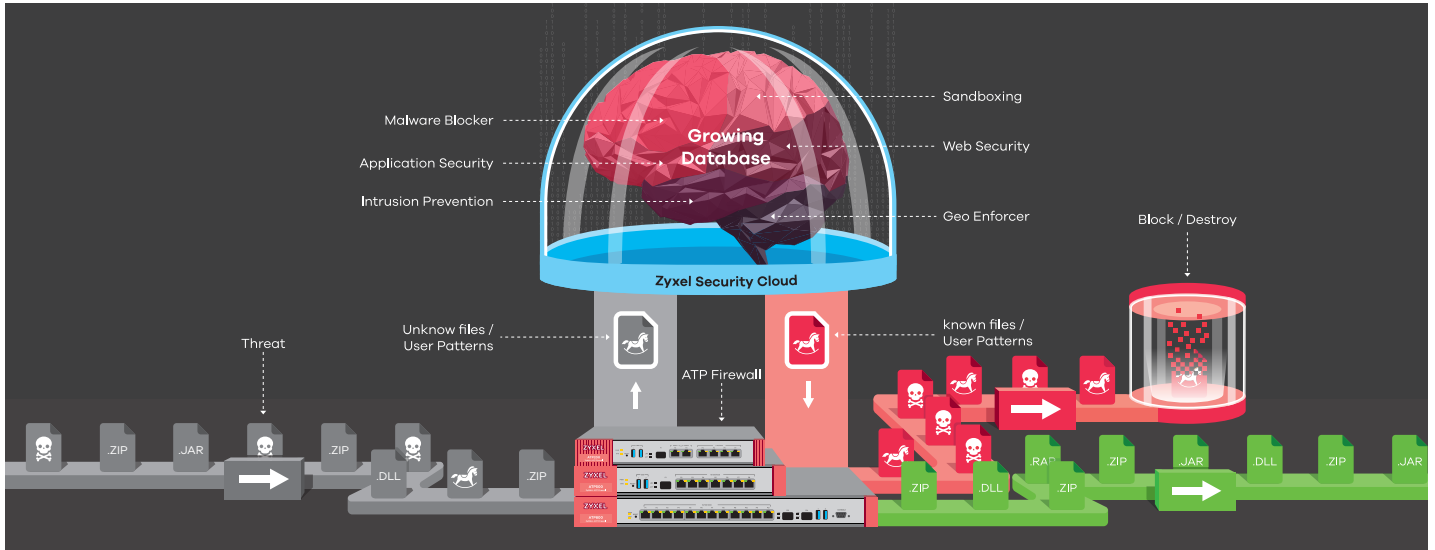 Malware Blocker
Application Security
Intrusion Prevention
Growing
Database
Sandboxing
Web Security
Geo Enforcer
Zyxel Security Cloud
Block / Destroy
Threat
Unknow files /
User Patterns
known files /
User Patterns
ATP Firewall
.ZIP
.JAR
.ZIP
.DLL
.ZIP
ZYXEL
ZYXEL
ZYXEL
.ZIP
.DLL
.RAR
.ZIP
.ZIP
.JAR
.DLL
.ZIP
.JAR